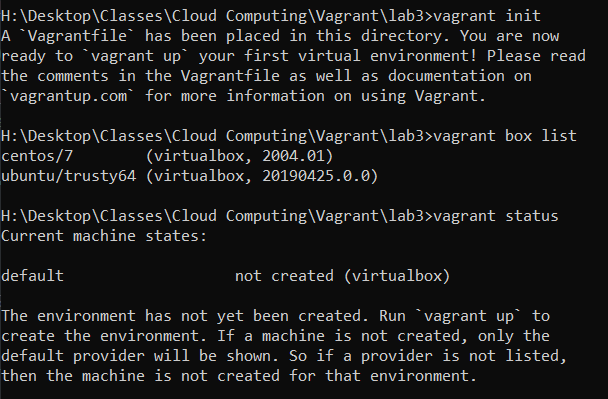 H:\Desktop\Classes\Cloud Computing\Vagrant\lab3>vagrant init
A `Vagrantfile` has been placed in this directory. You are now
ready to `vagrant up` your first virtual environment! Please read
the comments in the Vagrantfile as well as documentation on
`vagrantup.com` for more information on using Vagrant.

H:\Desktop\Classes\Cloud Computing\Vagrant\lab3>vagrant box list
centos/7        (virtualbox, 2004.01)
ubuntu/trusty64 (virtualbox, 20190425.0.0)

H:\Desktop\Classes\Cloud Computing\Vagrant\lab3>vagrant status
Current machine states:

default                   not created (virtualbox)

The environment has not yet been created. Run `vagrant up` to
create the environment. If a machine is not created, only the
default provider will be shown. So if a provider is not listed,
then the machine is not created for that environment.